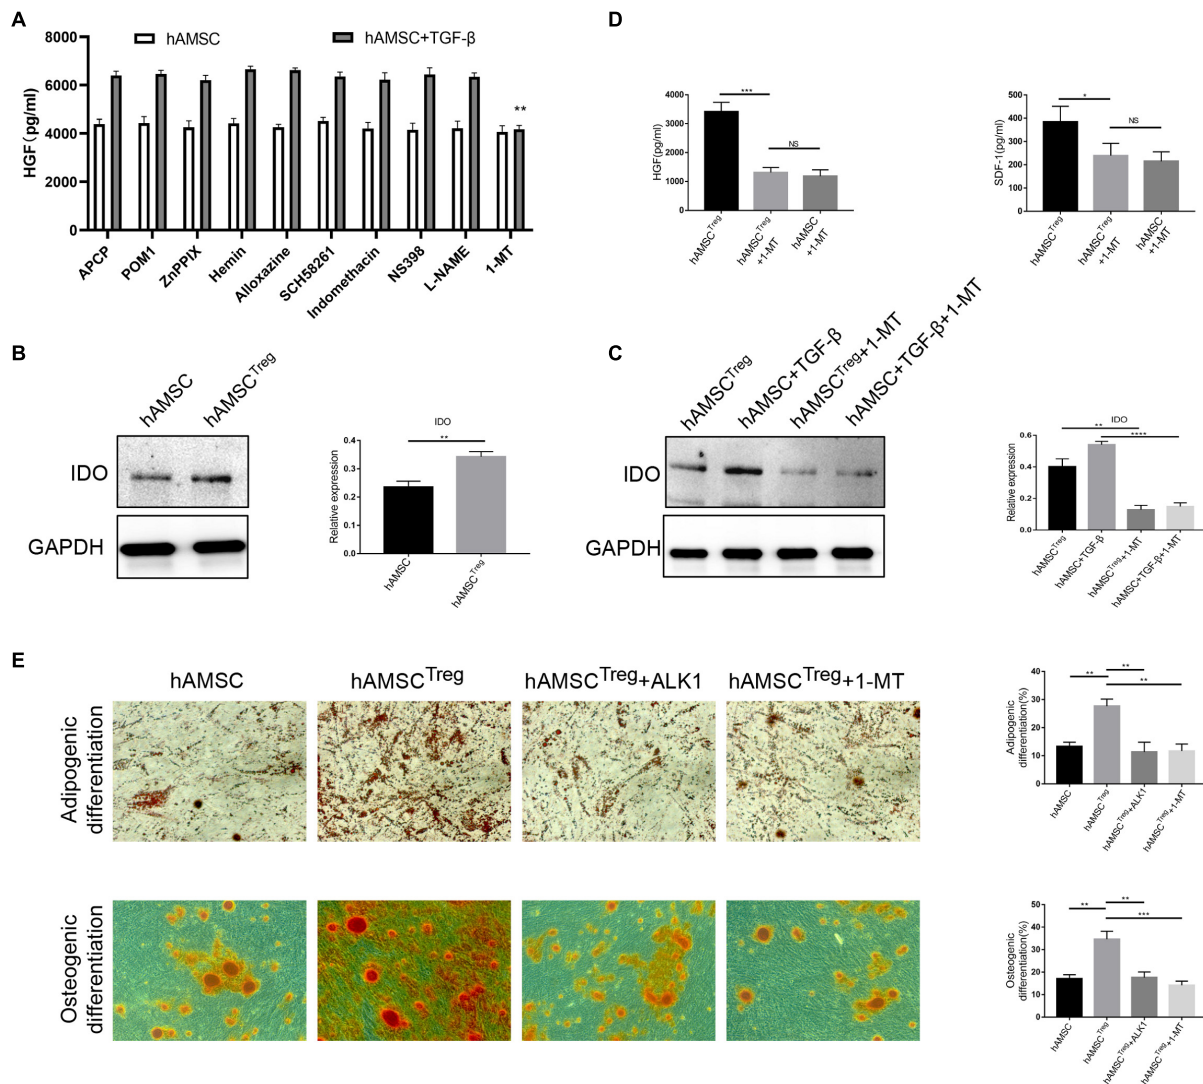 A
hAMSC
hAMSC+TGF-β
HGF (pg/ml)
8000
6000
4000
2000
0
**
APCP
POM1
ZnPPIX
Hemin
Alloxazine
SCH58261
Indomethacin
NS398
L-NAME
1-MT
D
HGF(pg/ml)
4000
3000
2000
1000
0
***
NS
hAMSC^Treg
hAMSC^Treg
+1-MT
hAMSC
+1-MT
SDF-1(pg/ml)
500
400
300
200
100
0
*
NS
hAMSC^Treg
hAMSC^Treg
+1-MT
hAMSC
+1-MT
B
hAMSC
hAMSC^Treg
IDO
GAPDH
IDO
**
Relative expression
0.4
0.3
0.2
0.1
0.0
hAMSC
hAMSC^Treg
C
hAMSC^Treg
hAMSC+TGF-β
hAMSC^Treg+1-MT
hAMSC+TGF-β+1-MT
IDO
GAPDH
IDO
**
****
Relative expression
0.6
0.4
0.2
0.0
hAMSC^Treg
hAMSC+TGF-β
hAMSC^Treg+1-MT
hAMSC+TGF-β+1-MT
E
hAMSC
hAMSC^Treg
hAMSC^Treg+ALK1
hAMSC^Treg+1-MT
Adipogenic
differentiation
Adipogenic
differentiation(%)
40
30
20
10
0
**
**
**
hAMSC
hAMSC^Treg
hAMSC^Treg+ALK1
hAMSC^Treg+1-MT
Osteogenic
differentiation
Osteogenic
differentiation(%)
50
40
30
20
10
0
**
**
***
hAMSC
hAMSC^Treg
hAMSC^Treg+ALK1
hAMSC^Treg+1-MT